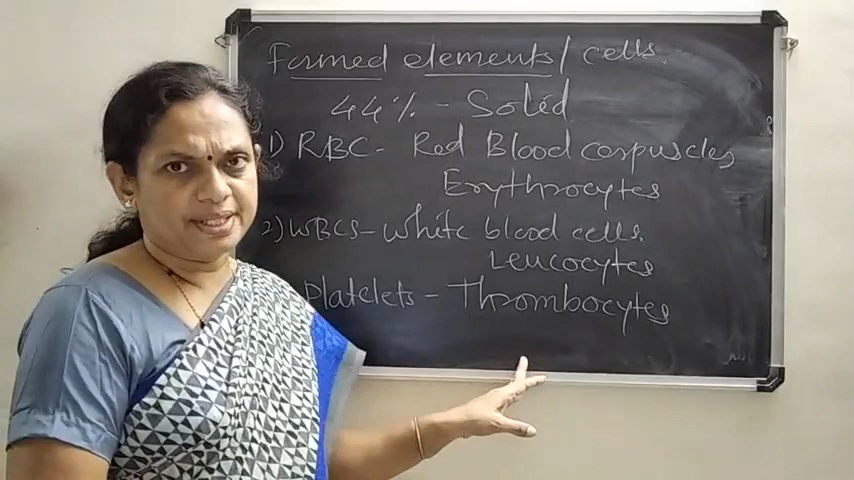 Formed elements/ cells.
44% - Solid
1) RBC - Red Blood corpuscles
Erythrocytes
2) WBCS - White blood cells.
Leucocytes
Platelets - Thrombocytes